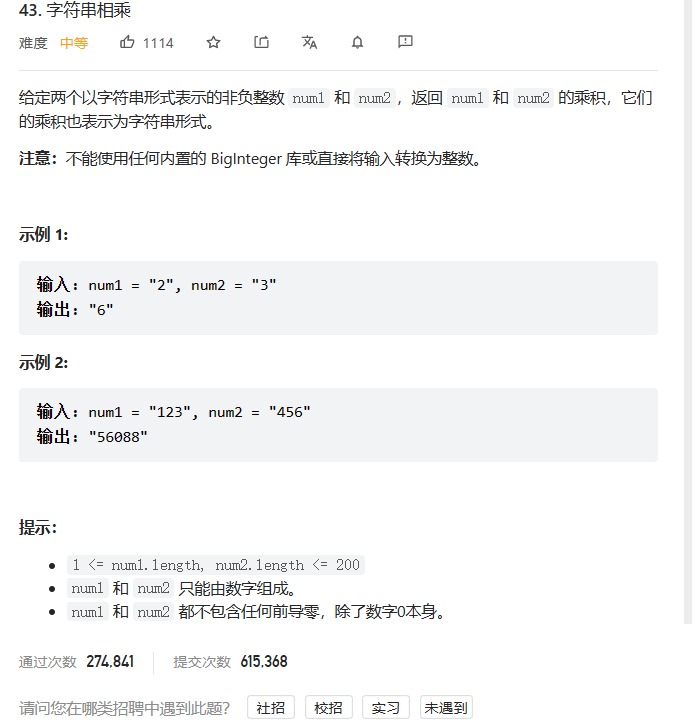 43. 字符串相乘
难度 中等 1114
给定两个以字符串形式表示的非负整数 num1 和 num2，返回 num1 和 num2 的乘积，它们
的乘积也表示为字符串形式。
注意：不能使用任何内置的 BigInteger 库或直接将输入转换为整数。
示例 1:
输入：num1 = "2", num2 = "3"
输出："6"
示例 2:
输入：num1 = "123", num2 = "456"
输出："56088"
提示：
1 <= num1.length, num2.length <= 200
num1 和 num2 只能由数字组成。
num1 和 num2 都不包含任何前导零，除了数字0本身。
通过次数 274,841 提交次数 615,368
请问您在哪类招聘中遇到此题？ 社招 校招 实习 未遇到